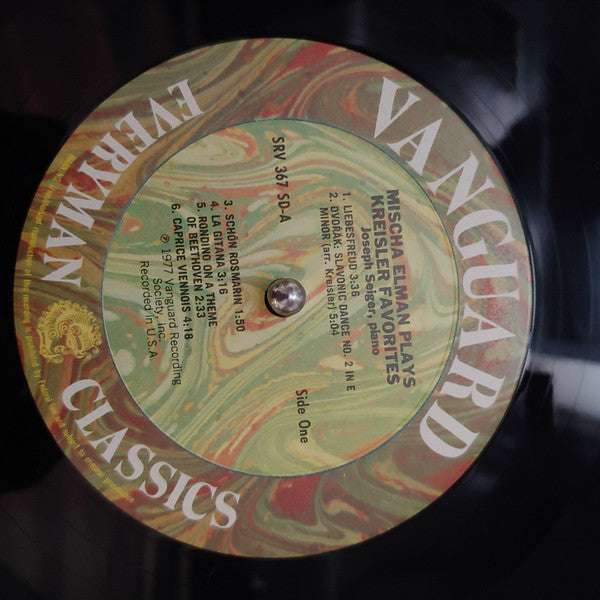 VANGUARD
EVERYMAN
CLASSICS
MISCHA ELMAN PLAYS
KREISLER FAVORITES
Joseph Seiger, piano
1. LIEBESFREUD 3:36
2. DVORAK: SLAVONIC DANCE NO. 2 IN E
MINOR (arr. Kreisler) 5:04
SRV 367 SD-A
Side One
3. SCHÖN ROSMARIN 1:50
4. LA GITANA 3:16
5. RONDINO ON A THEME
OF BEETHOVEN 2:33
6. CAPRICE VIENNOIS 4:18
℗ 1977 Vanguard Recording
Society, Inc.
Recorded in U.S.A.